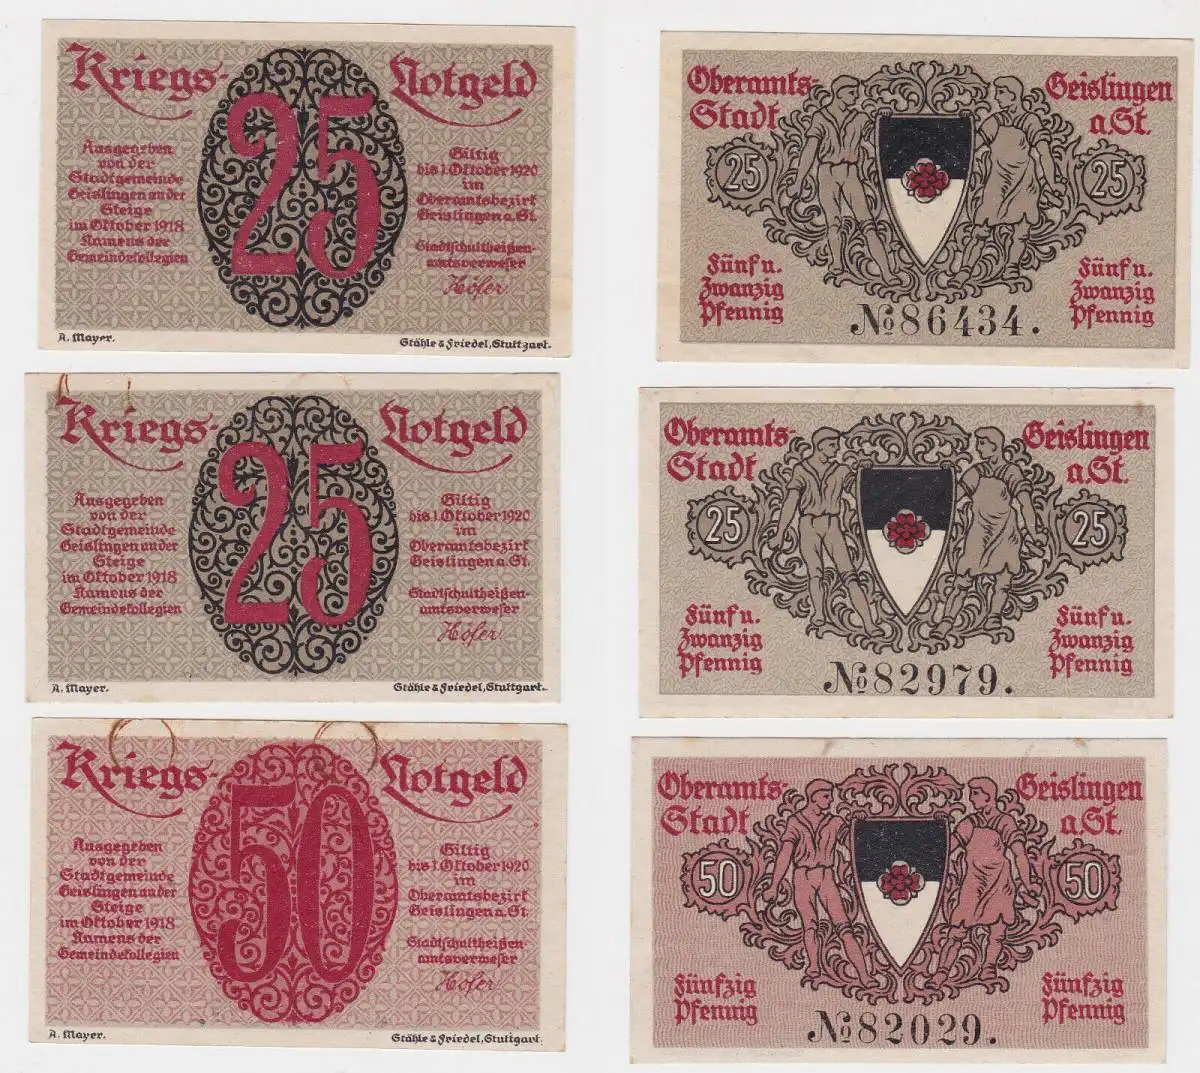 Kriegs-Notgeld
25
Ausgegeben
von der
Stadtgemeinde
Geislingen an der
Steige
im Oktober 1918
Namens der
Gemeindekollegien
Giltig
bis 1. Oktober 1920
im
Oberamtsbezirk
Geislingen a. St.
Stadtschultheißen-
amtsverweser
Höfer
A. Mayer.
Stähle & Friedel, Stuttgart.
Oberamts-
Stadt
Geislingen
a. St.
25
25
Fünf u.
Zwanzig
Pfennig
Fünf u.
Zwanzig
Pfennig
No 86434.
Kriegs-Notgeld
25
Ausgegeben
von der
Stadtgemeinde
Geislingen an der
Steige
im Oktober 1918
Namens der
Gemeindekollegien
Giltig
bis 1. Oktober 1920
im
Oberamtsbezirk
Geislingen a. St.
Stadtschultheißen-
amtsverweser
Höfer
A. Mayer.
Stähle & Friedel, Stuttgart.
Oberamts-
Stadt
Geislingen
a. St.
25
25
Fünf u.
Zwanzig
Pfennig
Fünf u.
Zwanzig
Pfennig
No 82979.
Kriegs-Notgeld
50
Ausgegeben
von der
Stadtgemeinde
Geislingen an der
Steige
im Oktober 1918
Namens der
Gemeindekollegien
Giltig
bis 1. Oktober 1920
im
Oberamtsbezirk
Geislingen a. St.
Stadtschultheißen-
amtsverweser
Höfer
A. Mayer.
Stähle & Friedel, Stuttgart.
Oberamts-
Stadt
Geislingen
a. St.
50
50
Fünfzig
Pfennig
Fünfzig
Pfennig
No 82029.